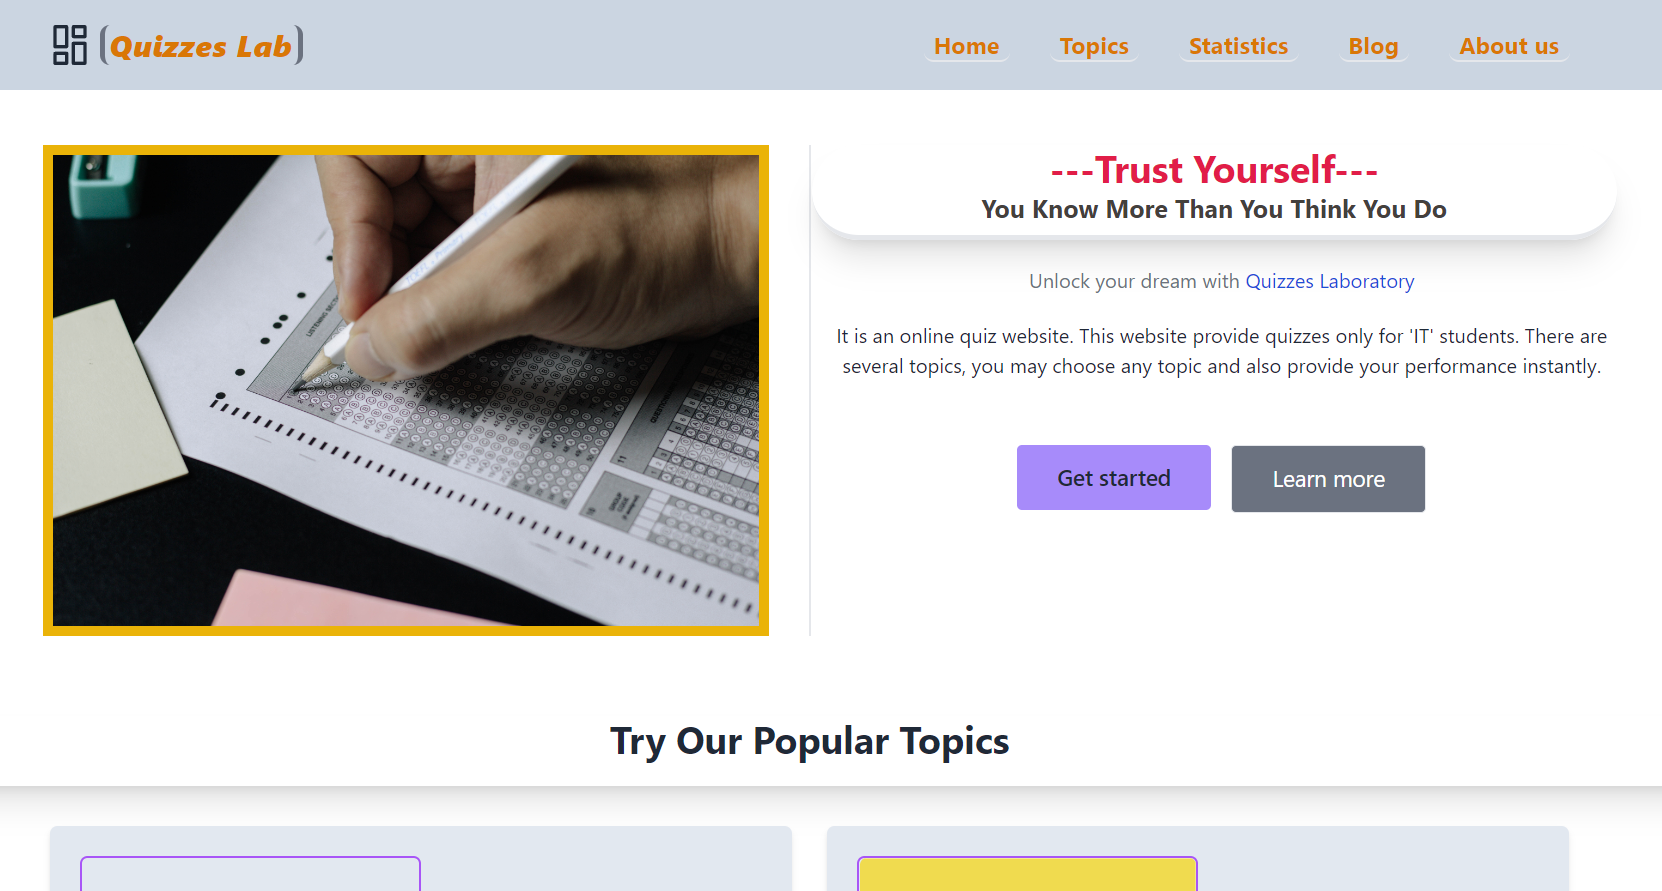 (Quizzes Lab)
Home Topics Statistics Blog About us
---Trust Yourself---
You Know More Than You Think You Do
Unlock your dream with Quizzes Laboratory
It is an online quiz website. This website provide quizzes only for 'IT' students. There are
several topics, you may choose any topic and also provide your performance instantly.
Get started Learn more
Try Our Popular Topics